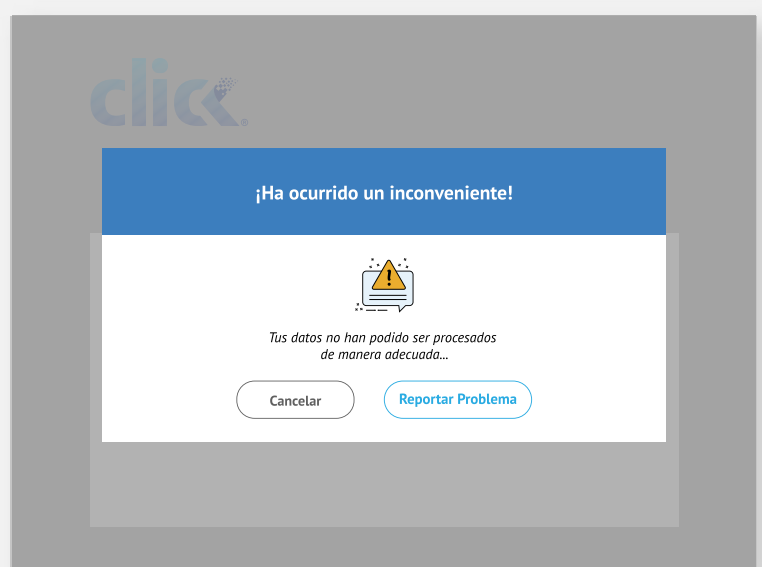 click®
¡Ha ocurrido un inconveniente!
Tus datos no han podido ser procesados
de manera adecuada...
Cancelar
Reportar Problema